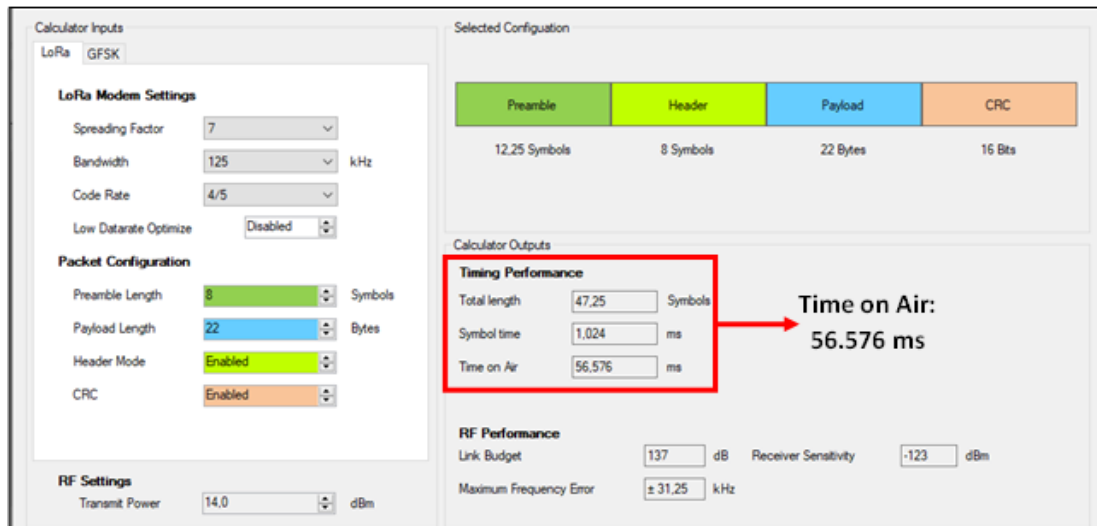 Calculator Inputs
LoRa GFSK
LoRa Modem Settings
Spreading Factor 7
Bandwidth 125 kHz
Code Rate 4/5
Low Datarate Optimize Disabled
Packet Configuration
Preamble Length 8 Symbols
Payload Length 22 Bytes
Header Mode Enabled
CRC Enabled
RF Settings
Transmit Power 14,0 dBm
Selected Configuation
Preamble Header Payload CRC
12,25 Symbols 8 Symbols 22 Bytes 16 Bits
Calculator Outputs
Timing Performance
Total length 47,25 Symbols
Symbol time 1,024 ms
Time on Air 56,576 ms
Time on Air:
56.576 ms
RF Performance
Link Budget 137 dB Receiver Sensitivity -123 dBm
Maximum Frequency Error ± 31,25 kHz